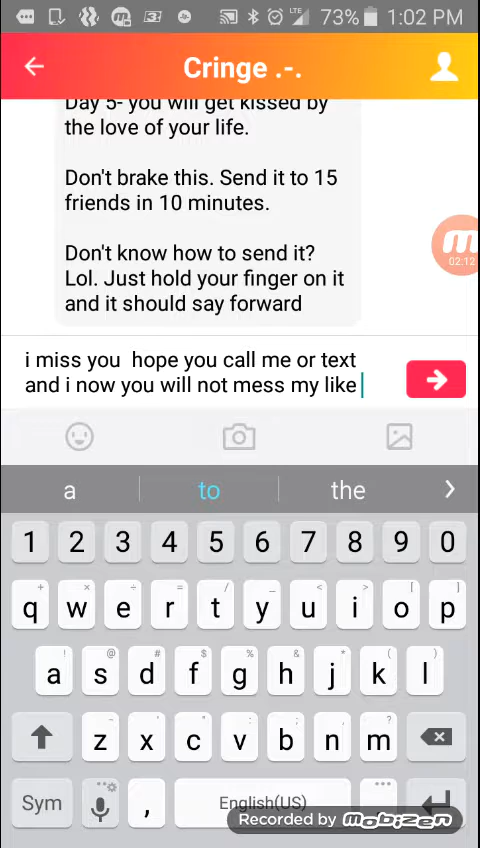 LTE 73% 1:02 PM
Cringe .-.
Day 5- you will get kissed by
the love of your life.
Don't brake this. Send it to 15
friends in 10 minutes.
Don't know how to send it?
Lol. Just hold your finger on it
and it should say forward
02:12
i miss you  hope you call me or text
and i now you will not mess my like
a to the
1 2 3 4 5 6 7 8 9 0
+ × ÷ = / _ < > [ ]
q w e r t y u i o p
! @ # $ % ^ & * ( )
a s d f g h j k l
- ' " : ; , ?
z x c v b n m
Sym , English(US)
Recorded by mobizen